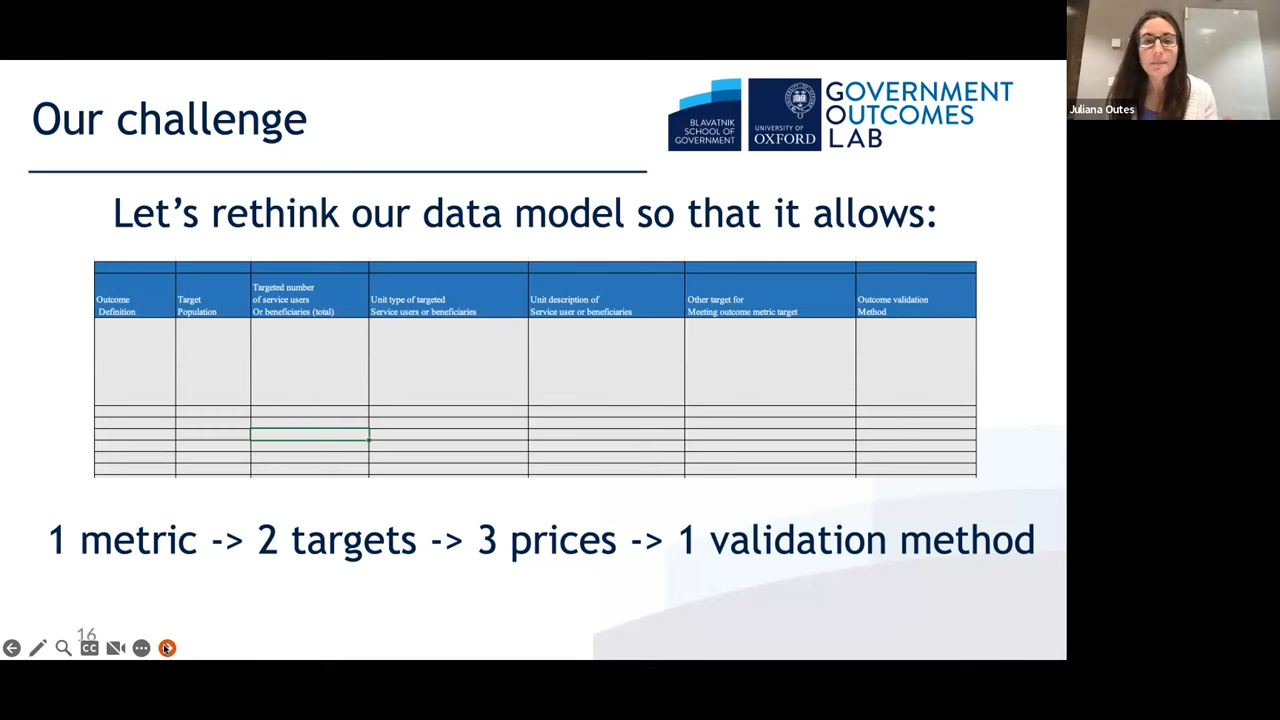 Our challenge
BLAVATNIK
SCHOOL OF
GOVERNMENT
UNIVERSITY OF
OXFORD
GOVERNMENT
OUTCOMES
LAB
Juliana Outes
Let's rethink our data model so that it allows:
Outcome
Definition
Target
Population
Targeted number
of service users
Or beneficiaries (total)
Unit type of targeted
Service users or beneficiaries
Unit description of
Service user or beneficiaries
Other target for
Meeting outcome metric target
Outcome validation
Method
1 metric -> 2 targets -> 3 prices -> 1 validation method
16
CC